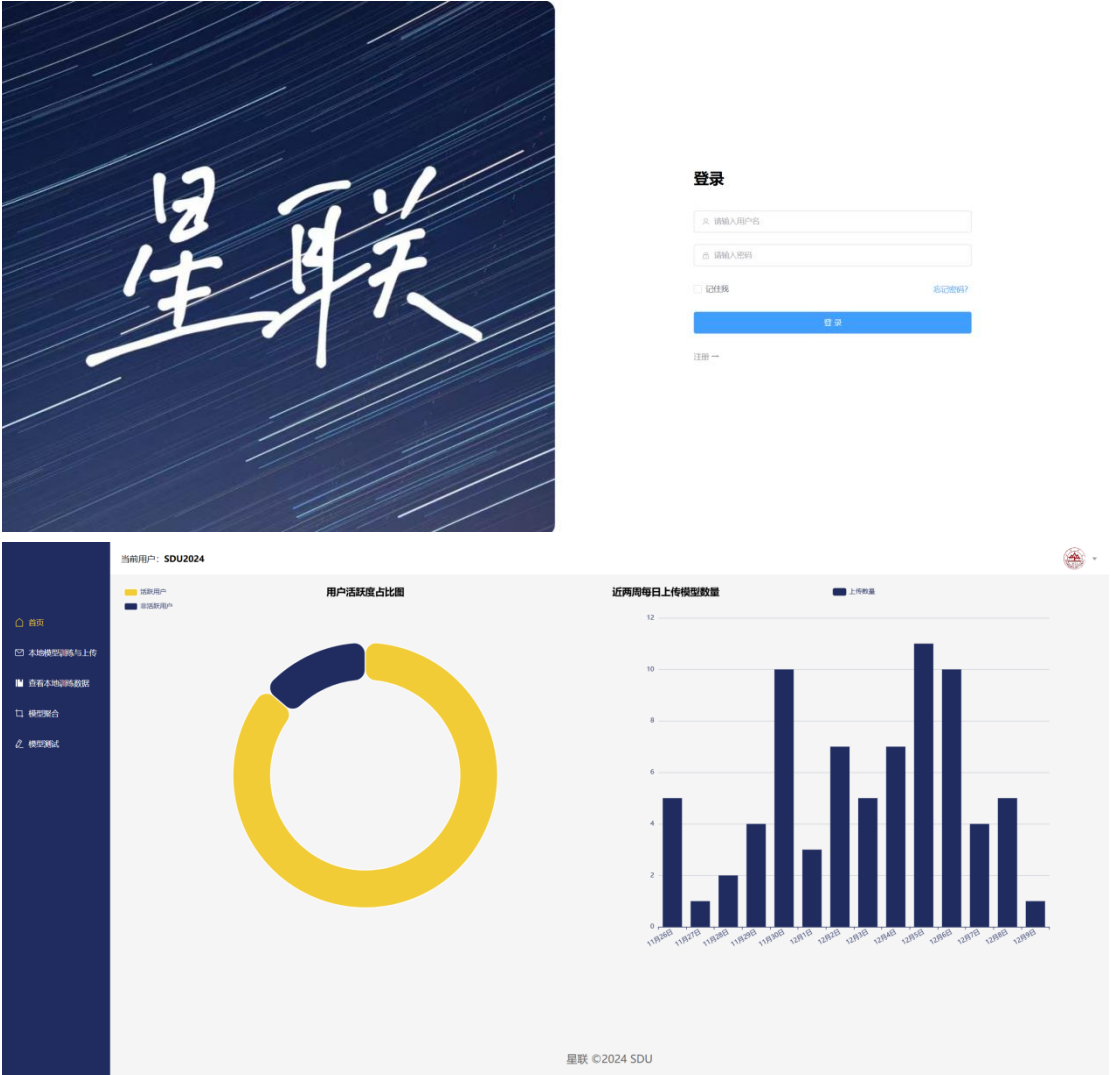 星联
登录
请输入用户名
请输入密码
记住我 忘记密码?
登 录
注册 →
当前用户: SDU2024
首页
本地模型训练与上传
查看本地训练数据
模型聚合
模型测试
活跃用户
非活跃用户
用户活跃度占比图
近两周每日上传模型数量
上传数量
12
10
8
6
4
2
0
11月26日 11月27日 11月28日 11月29日 11月30日 12月1日 12月2日 12月3日 12月4日 12月5日 12月6日 12月7日 12月8日 12月9日
星联 ©2024 SDU